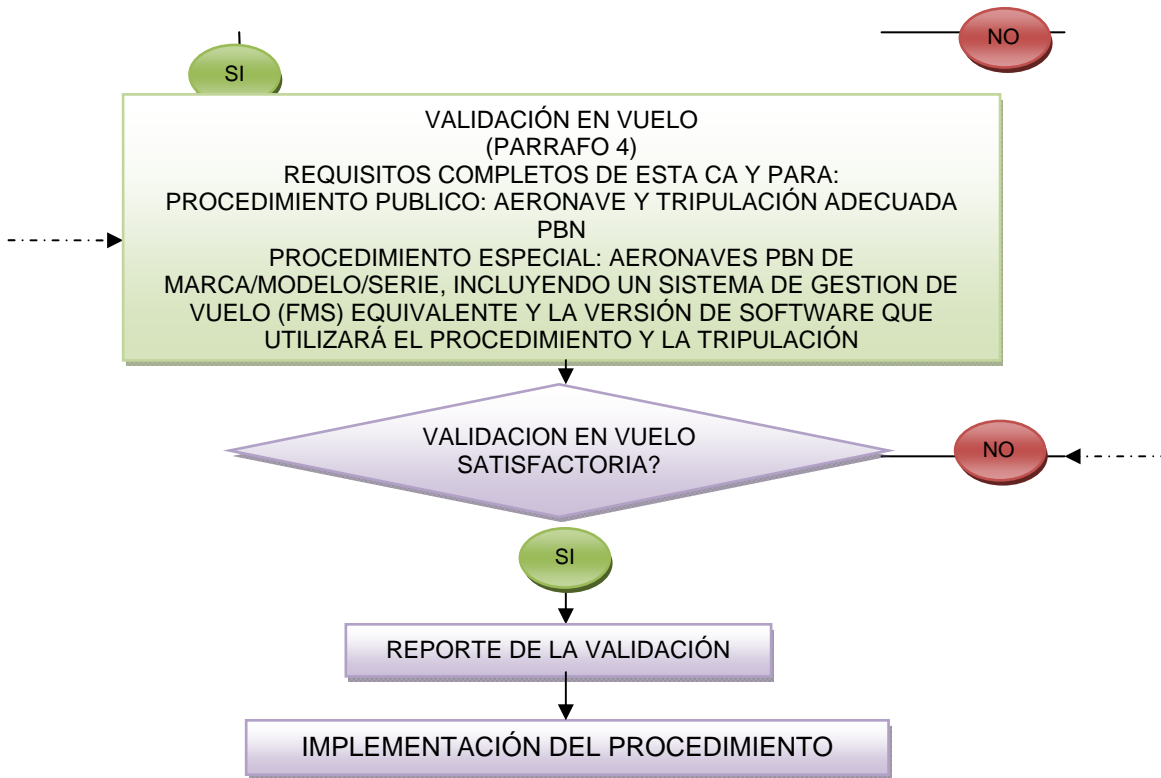 NO
SI
VALIDACIÓN EN VUELO
(PARRAFO 4)
REQUISITOS COMPLETOS DE ESTA CA Y PARA:
PROCEDIMIENTO PUBLICO: AERONAVE Y TRIPULACIÓN ADECUADA
PBN
PROCEDIMIENTO ESPECIAL: AERONAVES PBN DE
MARCA/MODELO/SERIE, INCLUYENDO UN SISTEMA DE GESTION DE
VUELO (FMS) EQUIVALENTE Y LA VERSIÓN DE SOFTWARE QUE
UTILIZARÁ EL PROCEDIMIENTO Y LA TRIPULACIÓN
VALIDACION EN VUELO
SATISFACTORIA?
NO
SI
REPORTE DE LA VALIDACIÓN
IMPLEMENTACIÓN DEL PROCEDIMIENTO